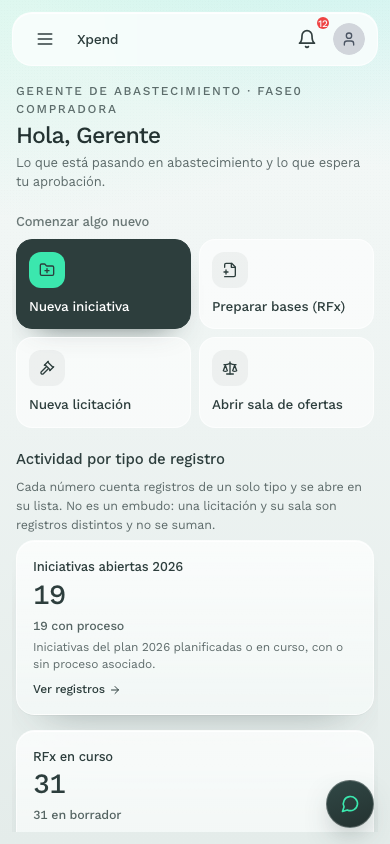 Xpend
12
GERENTE DE ABASTECIMIENTO · FASE0
COMPRADORA
Hola, Gerente
Lo que está pasando en abastecimiento y lo que espera
tu aprobación.
Comenzar algo nuevo
Nueva iniciativa
Preparar bases (RFx)
Nueva licitación
Abrir sala de ofertas
Actividad por tipo de registro
Cada número cuenta registros de un solo tipo y se abre en
su lista. No es un embudo: una licitación y su sala son
registros distintos y no se suman.
Iniciativas abiertas 2026
19
19 con proceso
Iniciativas del plan 2026 planificadas o en curso, con o
sin proceso asociado.
Ver registros →
RFx en curso
31
31 en borrador